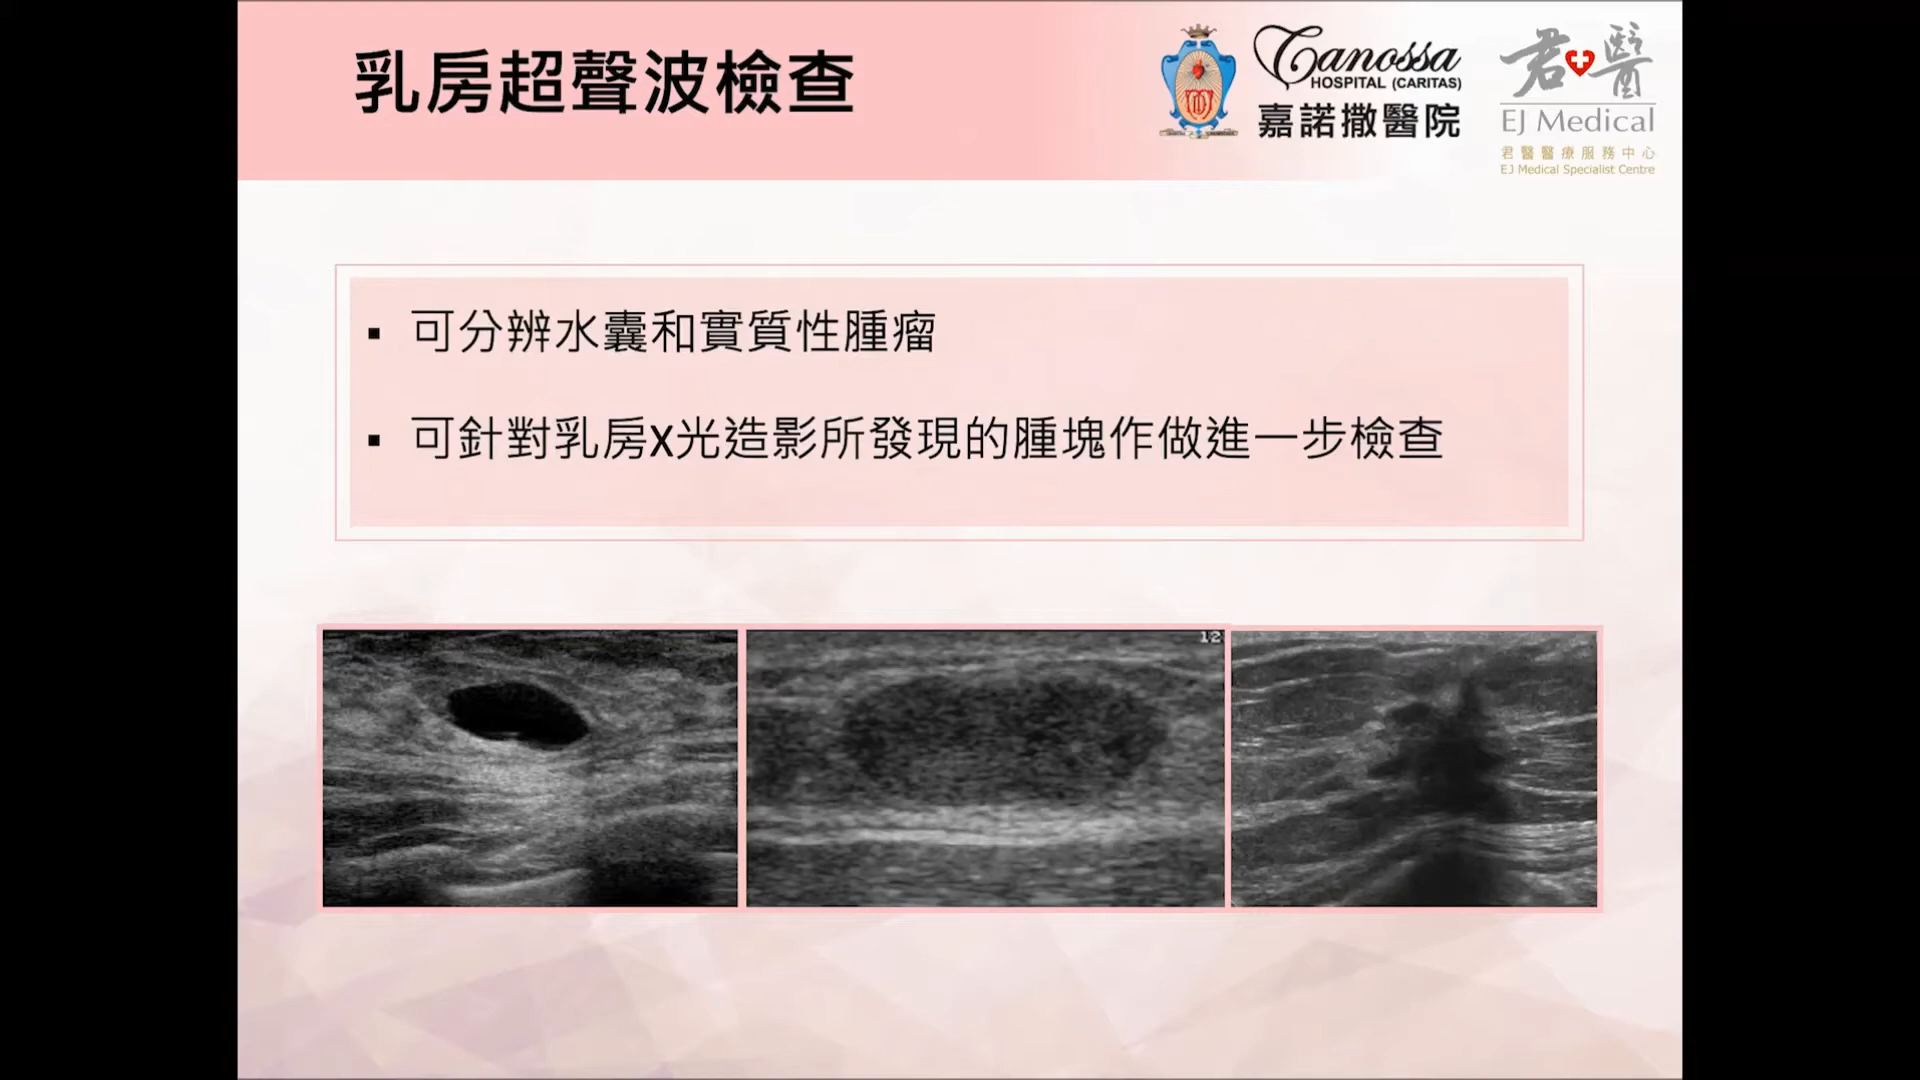 乳房超聲波檢查
Canossa
HOSPITAL (CARITAS)
嘉諾撒醫院
君醫
EJ Medical
君醫醫療服務中心
EJ Medical Specialist Centre
▪ 可分辨水囊和實質性腫瘤
▪ 可針對乳房X光造影所發現的腫塊作做進一步檢查
12